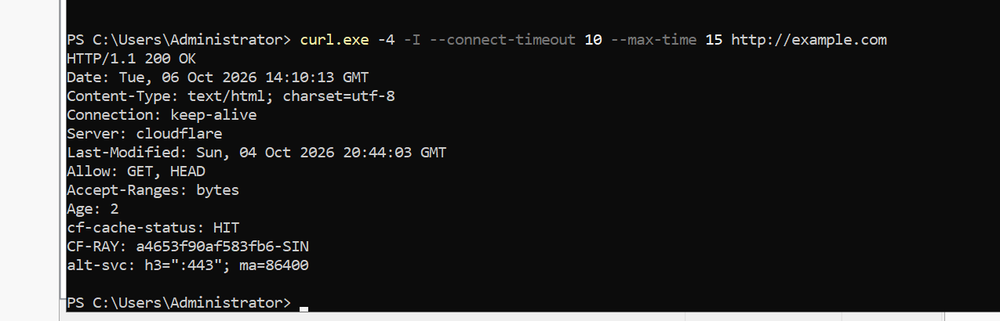 PS C:\Users\Administrator> curl.exe -4 -I --connect-timeout 10 --max-time 15 http://example.com
HTTP/1.1 200 OK
Date: Tue, 06 Oct 2026 14:10:13 GMT
Content-Type: text/html; charset=utf-8
Connection: keep-alive
Server: cloudflare
Last-Modified: Sun, 04 Oct 2026 20:44:03 GMT
Allow: GET, HEAD
Accept-Ranges: bytes
Age: 2
cf-cache-status: HIT
CF-RAY: a4653f90af583fb6-SIN
alt-svc: h3=":443"; ma=86400
PS C:\Users\Administrator>